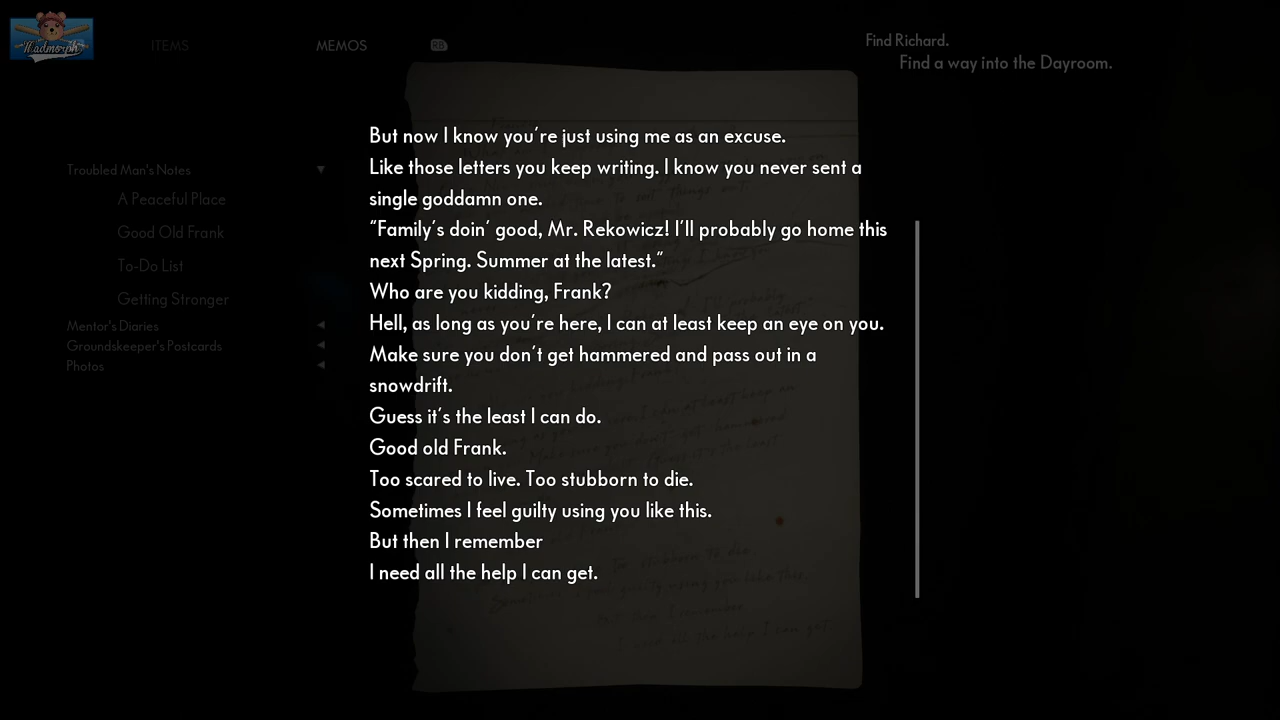 Madmorph
ITEMS
MEMOS
RB
Find Richard.
Find a way into the Dayroom.
Troubled Man's Notes
A Peaceful Place
Good Old Frank
To-Do List
Getting Stronger
Mentor's Diaries
Groundskeeper's Postcards
Photos
But now I know you're just using me as an excuse.
Like those letters you keep writing. I know you never sent a
single goddamn one.
"Family's doin' good, Mr. Rekowicz! I'll probably go home this
next Spring. Summer at the latest."
Who are you kidding, Frank?
Hell, as long as you're here, I can at least keep an eye on you.
Make sure you don't get hammered and pass out in a
snowdrift.
Guess it's the least I can do.
Good old Frank.
Too scared to live. Too stubborn to die.
Sometimes I feel guilty using you like this.
But then I remember
I need all the help I can get.